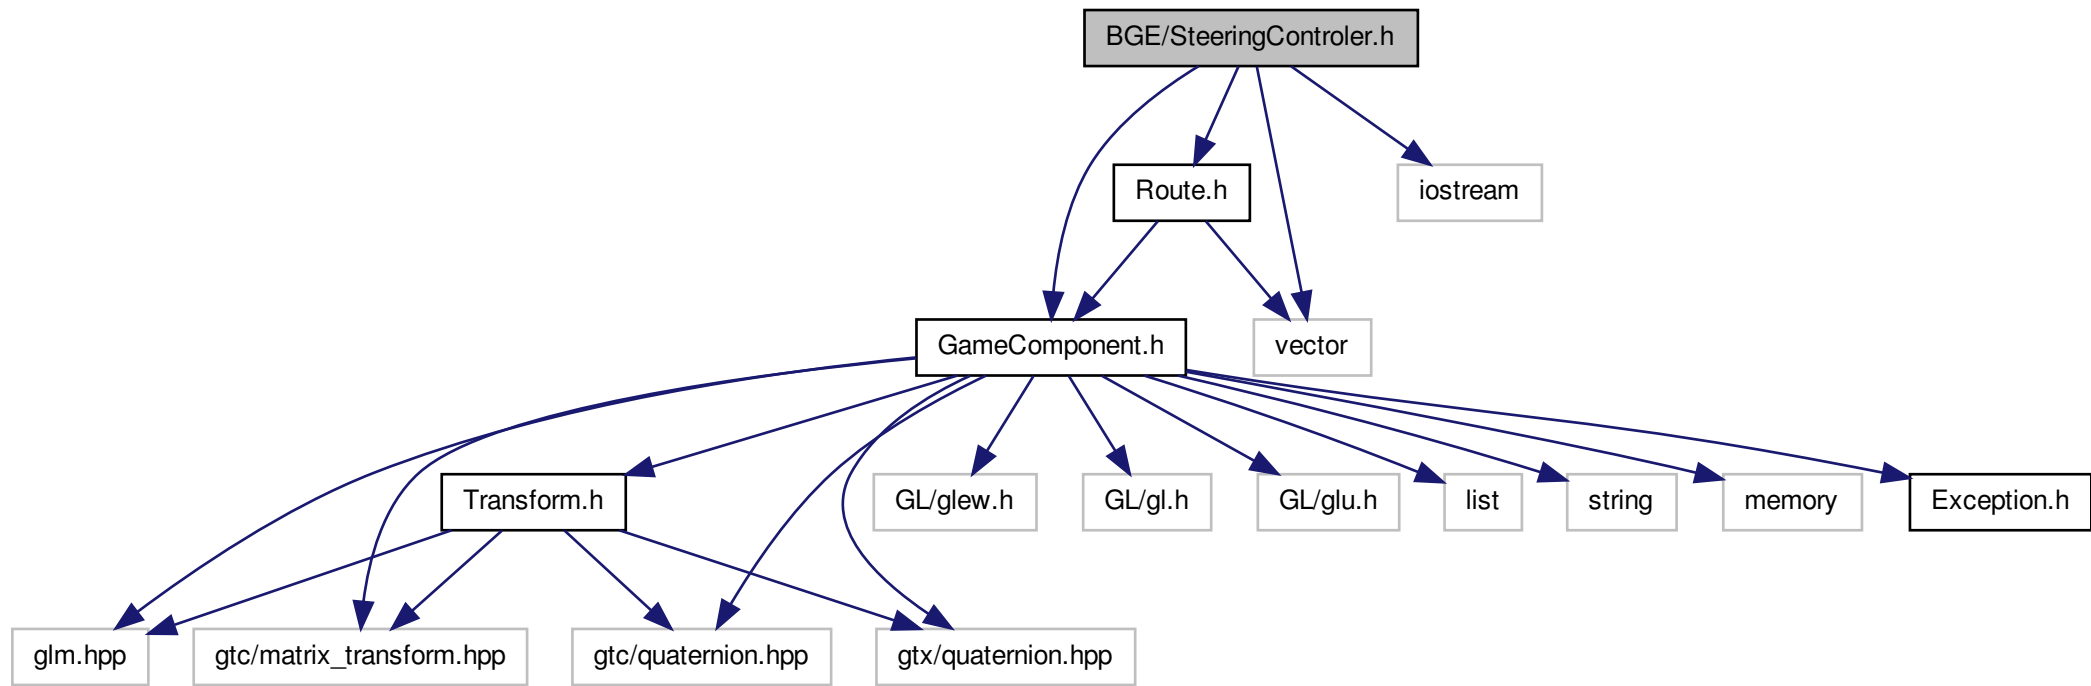 BGE/SteeringControler.h
Route.h
iostream
GameComponent.h
vector
Transform.h
GL/glew.h
GL/gl.h
GL/glu.h
list
string
memory
Exception.h
glm.hpp
gtc/matrix_transform.hpp
gtc/quaternion.hpp
gtx/quaternion.hpp